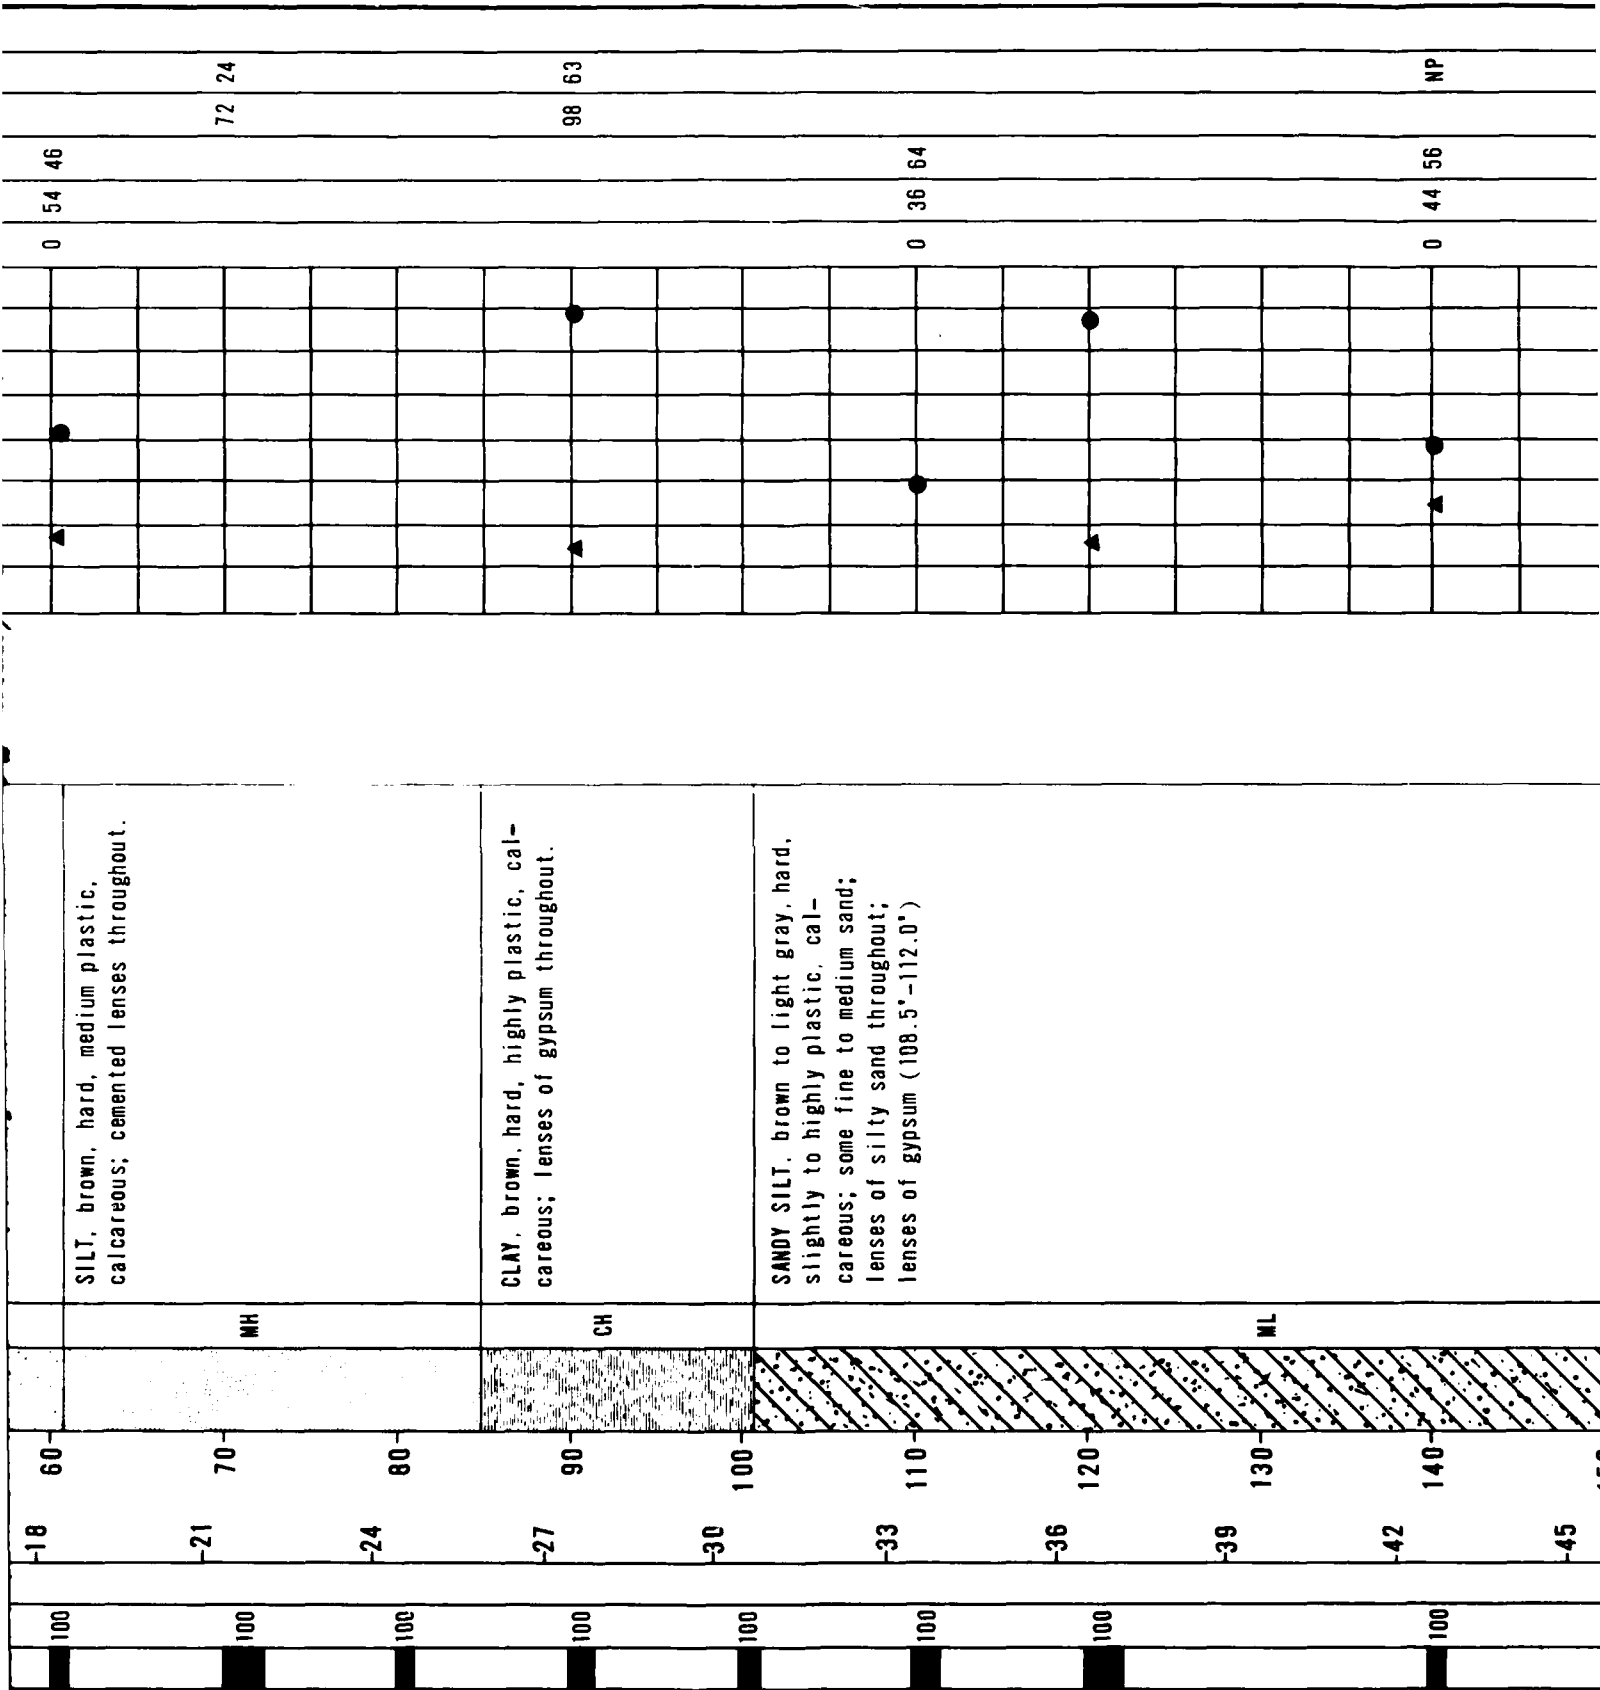 0 54 46
72 24
98 63
0 36 64
0 44 56 NP
SILT, brown, hard, medium plastic,
calcareous; cemented lenses throughout.
CLAY, brown, hard, highly plastic, cal-
careous; lenses of gypsum throughout.
SANDY SILT, brown to light gray, hard,
slightly to highly plastic, cal-
careous; some fine to medium sand;
lenses of silty sand throughout;
lenses of gypsum (108.5'-112.0')
MH
CH
ML
60
70
80
90
100
110
120
130
140
18
21
24
27
30
33
36
39
42
45
100
100
100
100
100
100
100
100